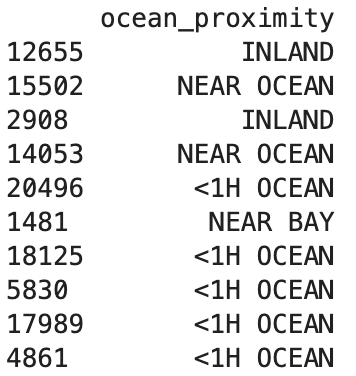 ocean_proximity
12655 INLAND
15502 NEAR OCEAN
2908 INLAND
14053 NEAR OCEAN
20496 <1H OCEAN
1481 NEAR BAY
18125 <1H OCEAN
5830 <1H OCEAN
17989 <1H OCEAN
4861 <1H OCEAN